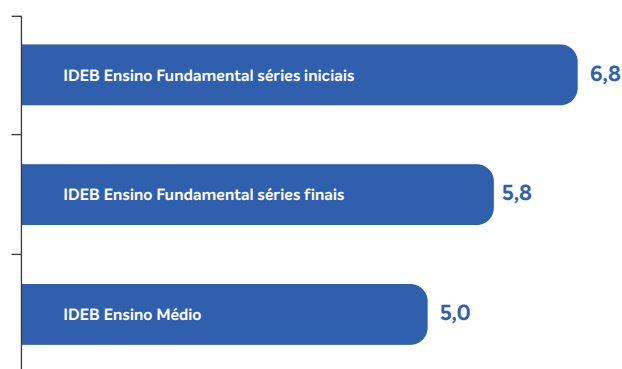 IDEB Ensino Fundamental séries iniciais 6,8
IDEB Ensino Fundamental séries finais 5,8
IDEB Ensino Médio 5,0